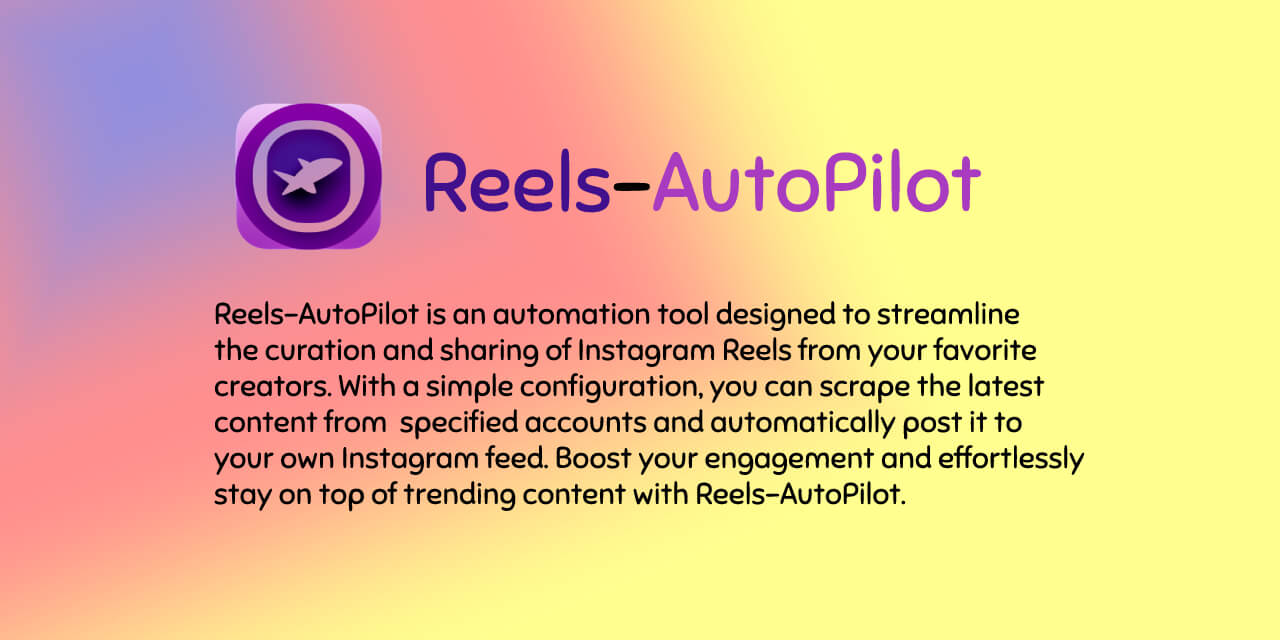 Reels-AutoPilot
Reels-AutoPilot is an automation tool designed to streamline
the curation and sharing of Instagram Reels from your favorite
creators. With a simple configuration, you can scrape the latest
content from  specified accounts and automatically post it to
your own Instagram feed. Boost your engagement and effortlessly
stay on top of trending content with Reels-AutoPilot.